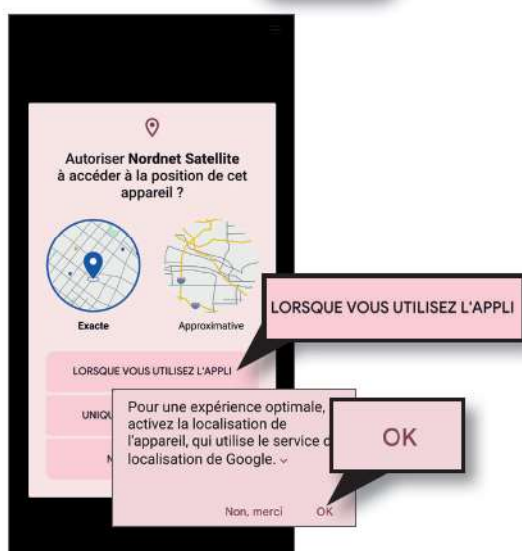 Autoriser Nordnet Satellite
à accéder à la position de cet
appareil ?
Exacte
Approximative
LORSQUE VOUS UTILISEZ L'APPLI
LORSQUE VOUS UTILISEZ L'APPLI
Pour une expérience optimale,
activez la localisation de
l'appareil, qui utilise le service
localisation de Google.
Non, merci
OK
OK